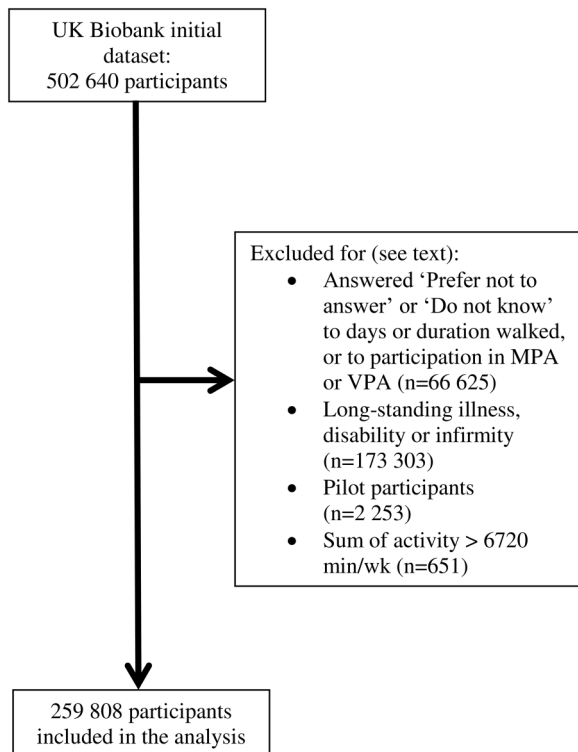 UK Biobank initial
dataset:
502 640 participants
Excluded for (see text):
• Answered ‘Prefer not to
answer’ or ‘Do not know’
to days or duration walked,
or to participation in MPA
or VPA (n=66 625)
• Long-standing illness,
disability or infirmity
(n=173 303)
• Pilot participants
(n=2 253)
• Sum of activity > 6720
min/wk (n=651)
259 808 participants
included in the analysis